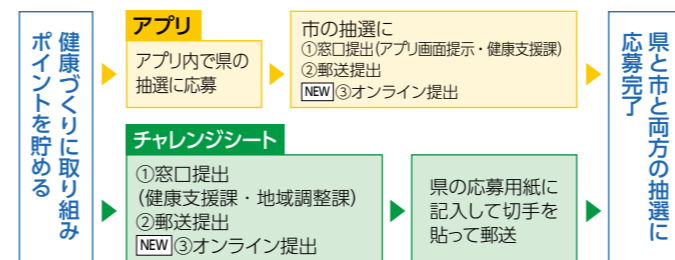 健康づくりに取り組み
ポイントを貯める
アプリ
アプリ内で県の
抽選に応募
市の抽選に
①窓口提出(アプリ画面提示・健康支援課)
②郵送提出
NEW ③オンライン提出
チャレンジシート
①窓口提出
(健康支援課・地域調整課)
②郵送提出
NEW ③オンライン提出
県の応募用紙に
記入して切手を
貼って郵送
県と市と両方の抽選に
応募完了